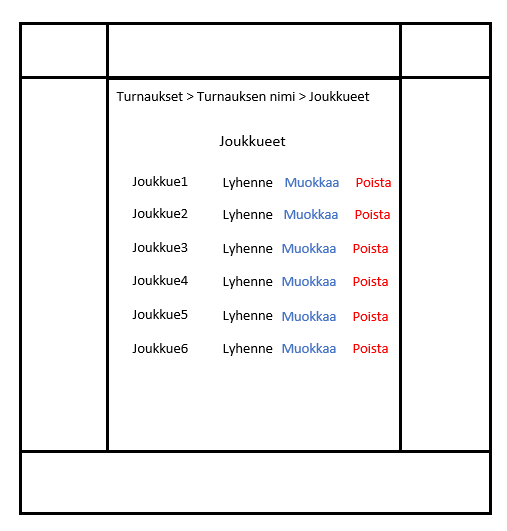 Turnaukset > Turnauksen nimi > Joukkueet
Joukkueet
Joukkue1 Lyhenne Muokkaa Poista
Joukkue2 Lyhenne Muokkaa Poista
Joukkue3 Lyhenne Muokkaa Poista
Joukkue4 Lyhenne Muokkaa Poista
Joukkue5 Lyhenne Muokkaa Poista
Joukkue6 Lyhenne Muokkaa Poista